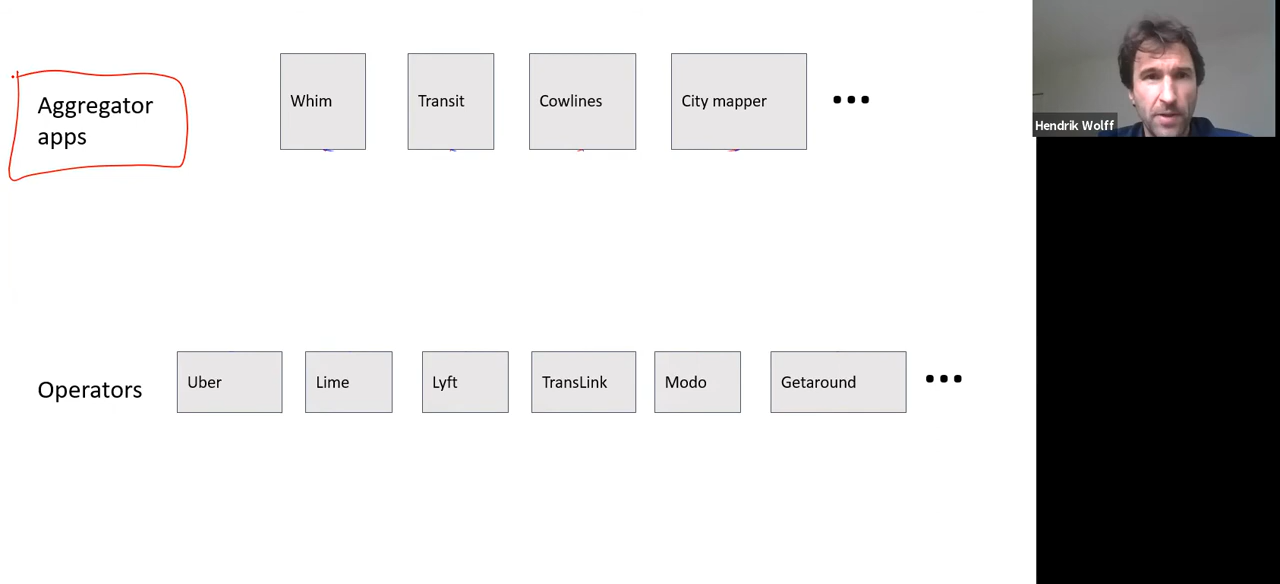 Aggregator
apps
Whim
Transit
Cowlines
City mapper
...
Hendrik Wolff
Operators
Uber
Lime
Lyft
TransLink
Modo
Getaround
...